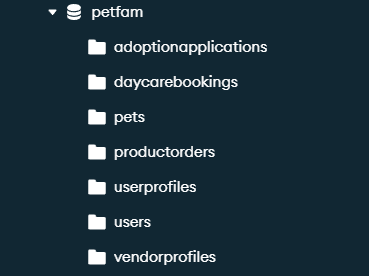 petfam
adoptionapplications
daycarebookings
pets
productorders
userprofiles
users
vendorprofiles